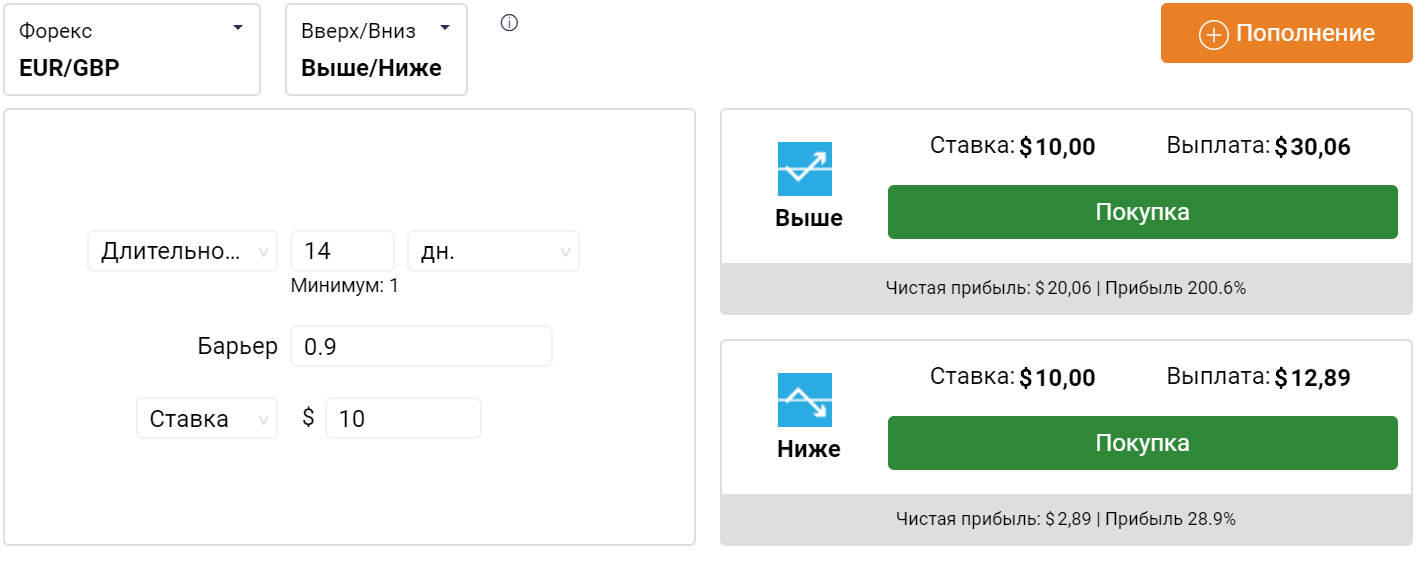 Форекс
EUR/GBP
Вверх/Вниз
Выше/Ниже
Пополнение
Длительно...
14
дн.
Минимум: 1
Барьер
0.9
Ставка
$
10
Выше
Ставка: $10,00
Выплата: $30,06
Покупка
Чистая прибыль: $20,06 | Прибыль 200.6%
Ниже
Ставка: $10,00
Выплата: $12,89
Покупка
Чистая прибыль: $2,89 | Прибыль 28.9%